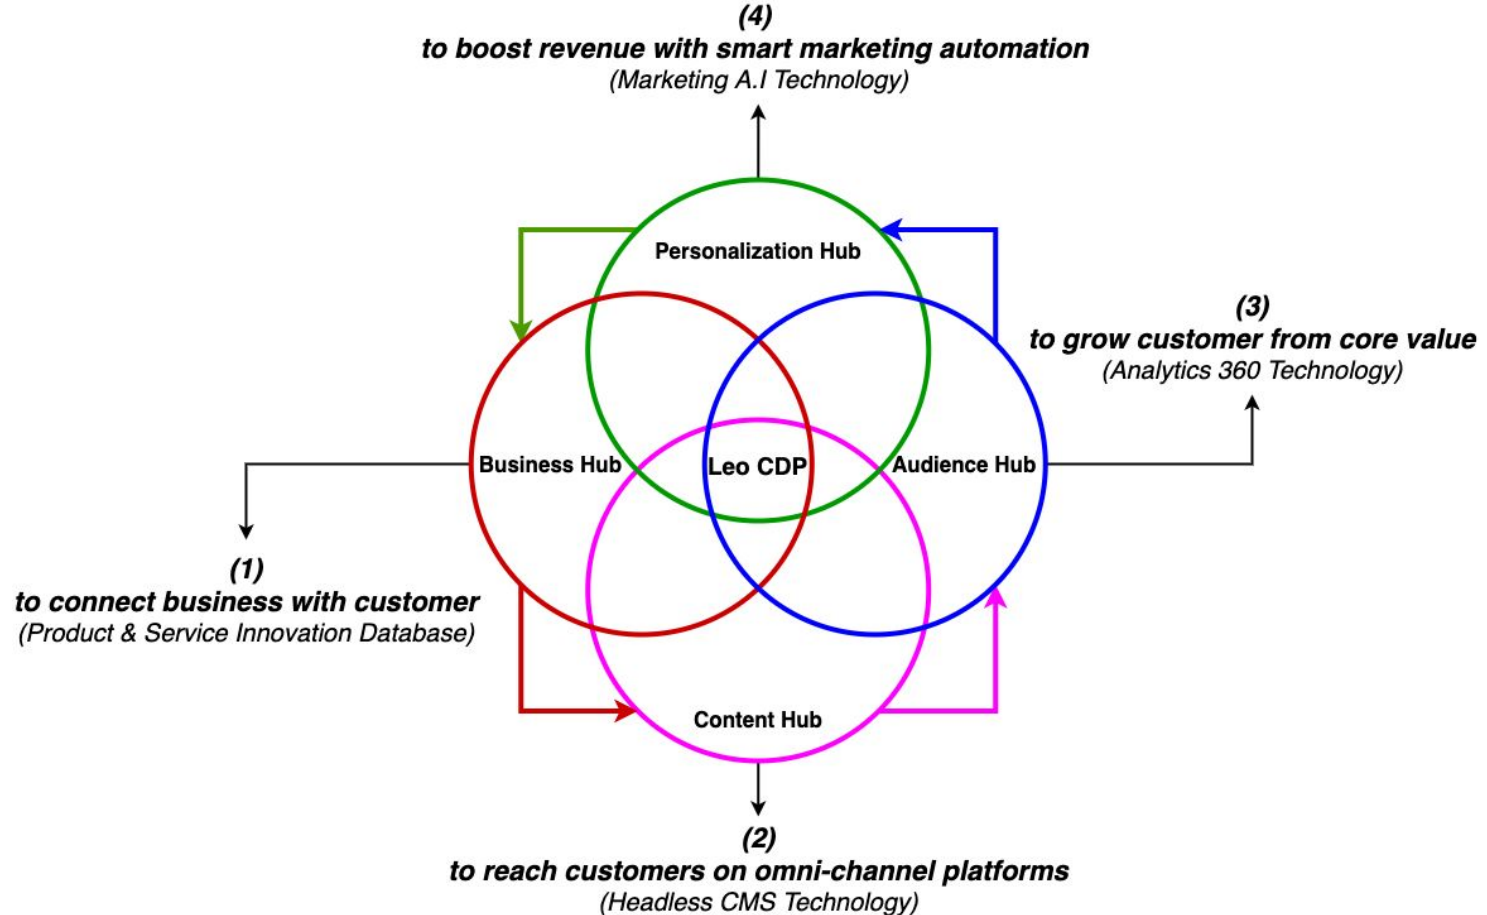 (4)
to boost revenue with smart marketing automation
(Marketing A.I Technology)
Personalization Hub
(3)
to grow customer from core value
(Analytics 360 Technology)
Business Hub
Leo CDP
Audience Hub
(1)
to connect business with customer
(Product & Service Innovation Database)
Content Hub
(2)
to reach customers on omni-channel platforms
(Headless CMS Technology)